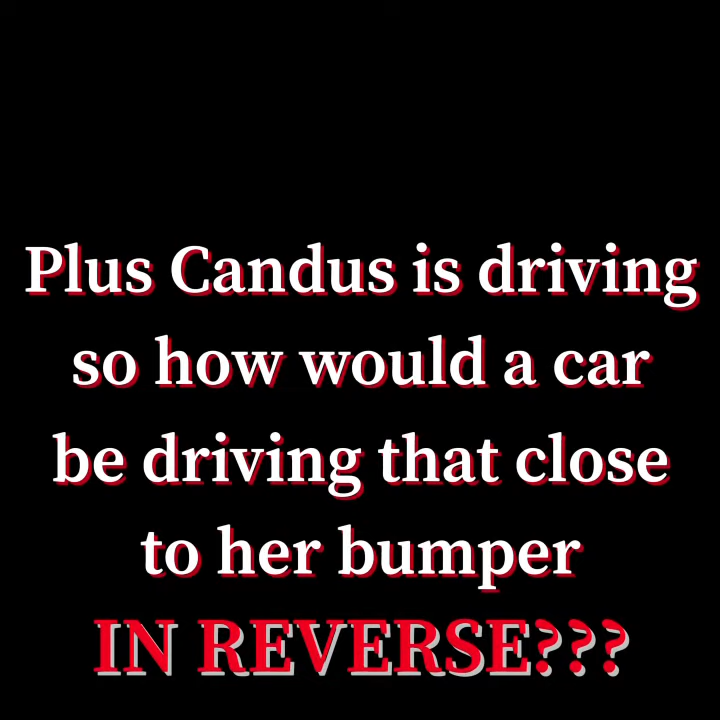 Plus Candus is driving
so how would a car
be driving that close
to her bumper
IN REVERSE???